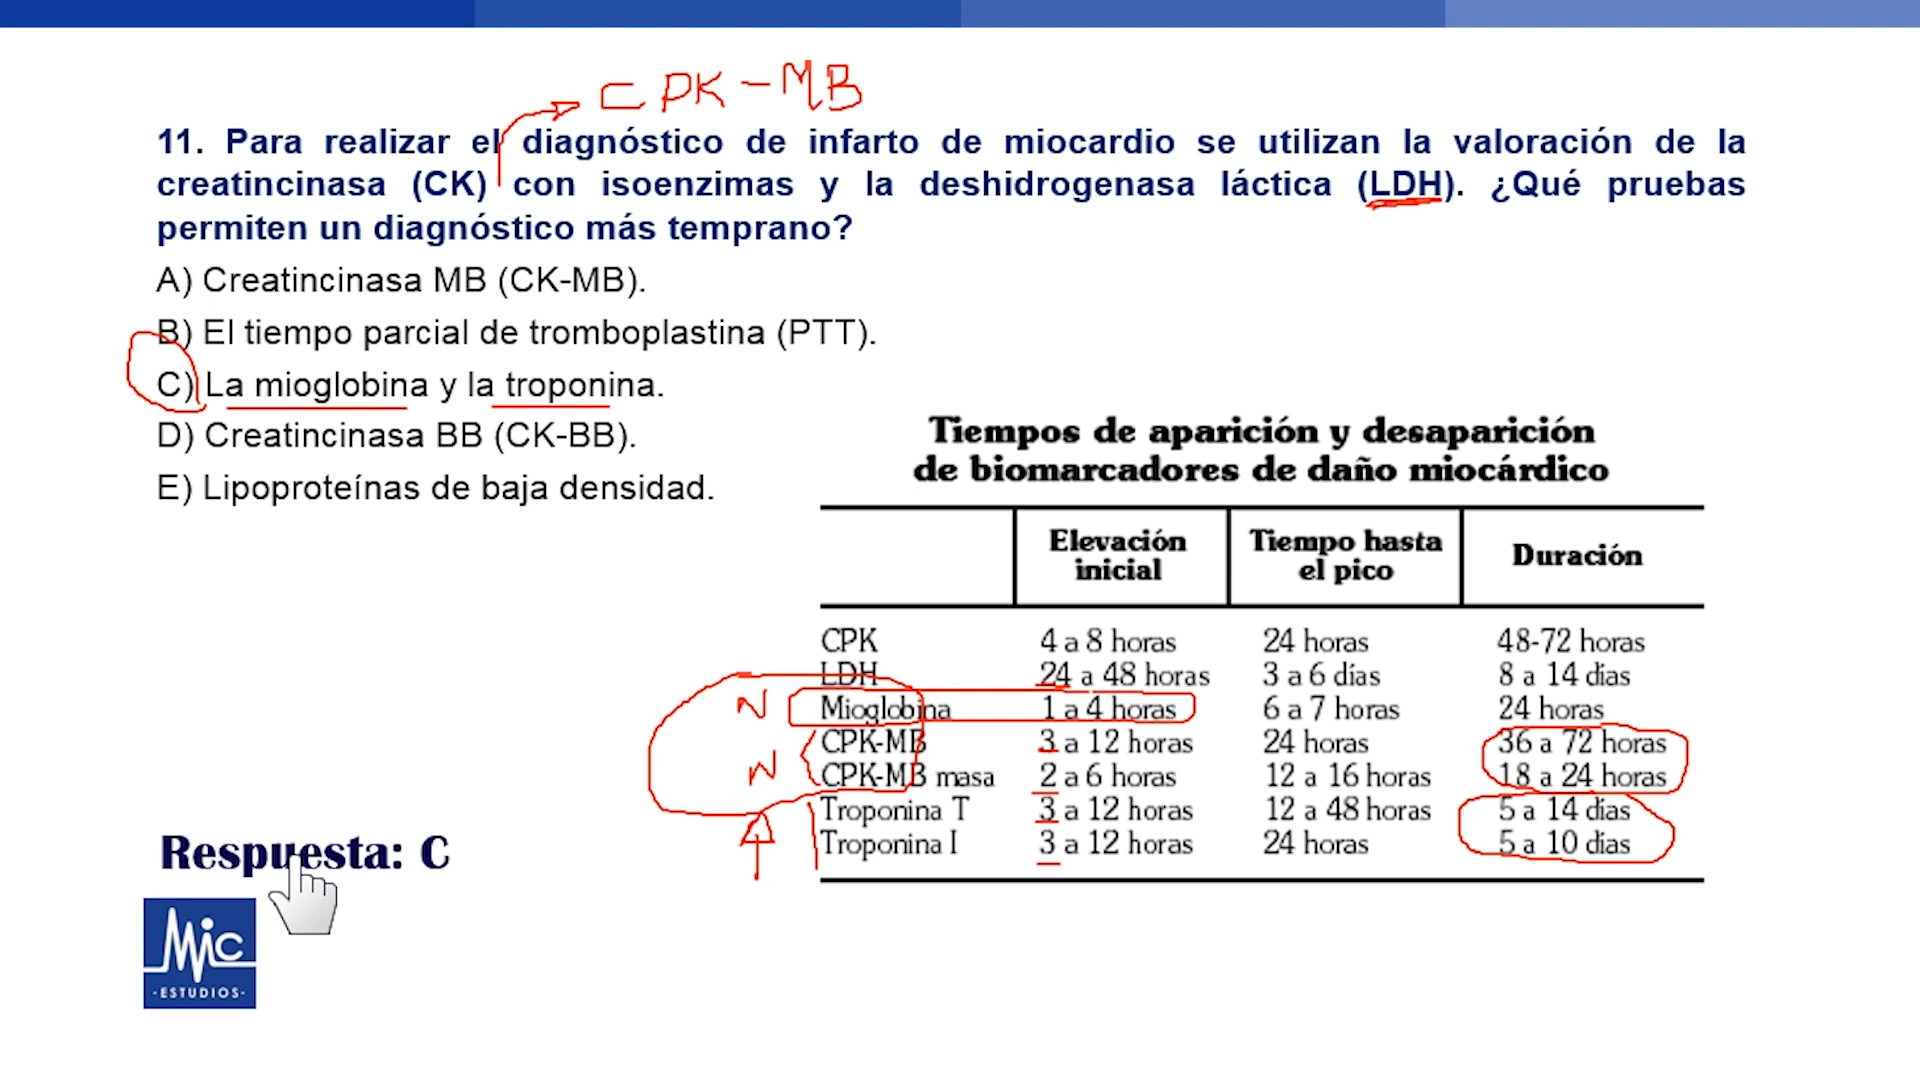 CPK-MB
11. Para realizar el diagnóstico de infarto de miocardio se utilizan la valoración de la
creatincinasa (CK) con isoenzimas y la deshidrogenasa láctica (LDH). ¿Qué pruebas
permiten un diagnóstico más temprano?
A) Creatincinasa MB (CK-MB).
B) El tiempo parcial de tromboplastina (PTT).
C) La mioglobina y la troponina.
D) Creatincinasa BB (CK-BB).
E) Lipoproteínas de baja densidad.
Tiempos de aparición y desaparición
de biomarcadores de daño miocárdico
Elevación inicial Tiempo hasta el pico Duración
CPK 4 a 8 horas 24 horas 48-72 horas
LDH 24 a 48 horas 3 a 6 días 8 a 14 días
N Mioglobina 1 a 4 horas 6 a 7 horas 24 horas
CPK-MB 3 a 12 horas 24 horas 36 a 72 horas
N CPK-MB masa 2 a 6 horas 12 a 16 horas 18 a 24 horas
Troponina T 3 a 12 horas 12 a 48 horas 5 a 14 días
Troponina I 3 a 12 horas 24 horas 5 a 10 días
Respuesta: C
Mic
·ESTUDIOS·